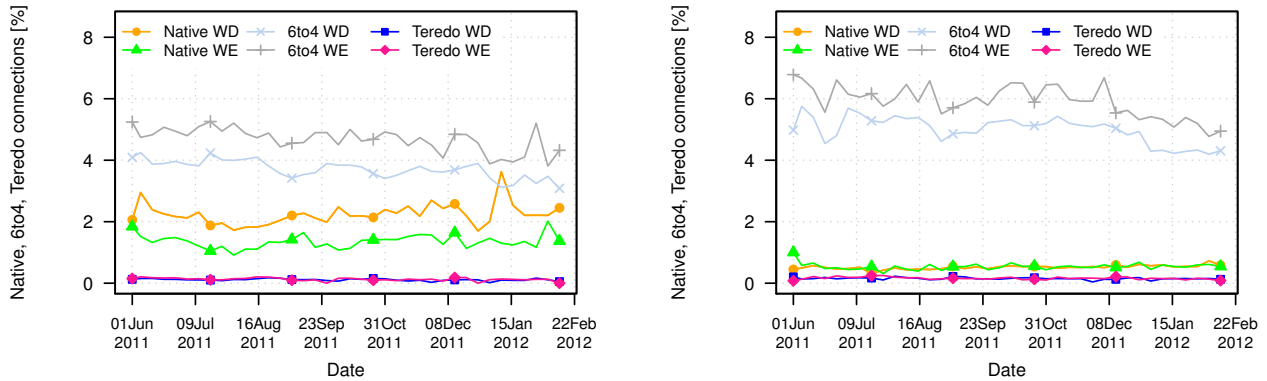 Native, 6to4, Teredo connections [%]
8
6
4
2
0
Native WD
6to4 WD
Teredo WD
Native WE
6to4 WE
Teredo WE
01Jun 09Jul 16Aug 23Sep 31Oct 08Dec 15Jan 22Feb
2011 2011 2011 2011 2011 2011 2012 2012
Date
Native, 6to4, Teredo connections [%]
8
6
4
2
0
Native WD
6to4 WD
Teredo WD
Native WE
6to4 WE
Teredo WE
01Jun 09Jul 16Aug 23Sep 31Oct 08Dec 15Jan 22Feb
2011 2011 2011 2011 2011 2011 2012 2012
Date